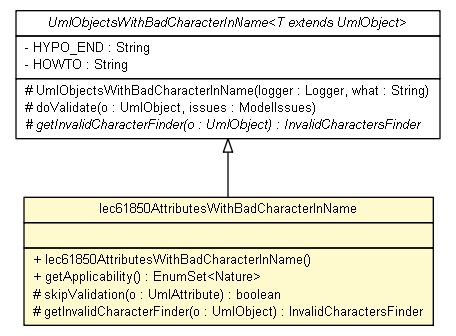 UmlObjectsWithBadCharacterInName<T extends UmlObject>
- HYPO_END : String
- HOWTO : String
# UmlObjectsWithBadCharacterInName(logger : Logger, what : String)
# doValidate(o : UmlObject, issues : ModelIssues)
# getInvalidCharacterFinder(o : UmlObject) : InvalidCharactersFinder
Iec61850AttributesWithBadCharacterInName
+ Iec61850AttributesWithBadCharacterInName()
+ getApplicability() : EnumSet<Nature>
# skipValidation(o : UmlAttribute) : boolean
# getInvalidCharacterFinder(o : UmlObject) : InvalidCharactersFinder